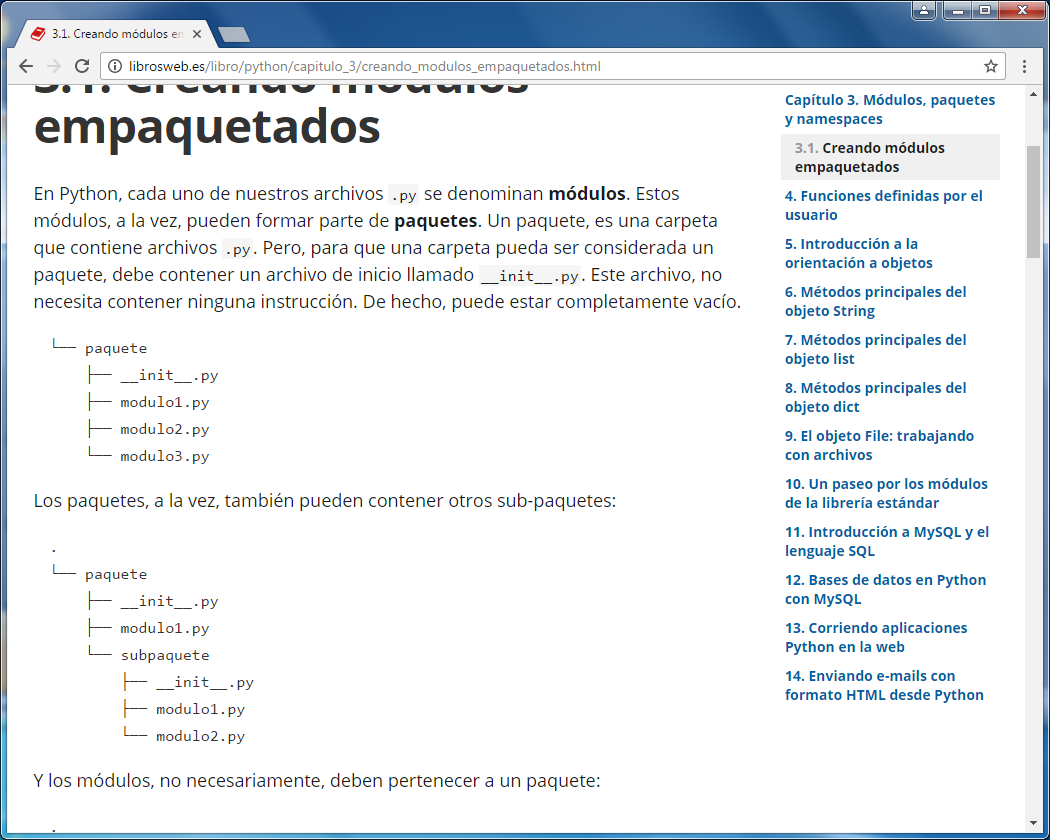 3.1. Creando módulos en
librosweb.es/libro/python/capitulo_3/creando_modulos_empaquetados.html
3.1. Creando módulos
empaquetados
En Python, cada uno de nuestros archivos .py se denominan módulos. Estos
módulos, a la vez, pueden formar parte de paquetes. Un paquete, es una carpeta
que contiene archivos .py. Pero, para que una carpeta pueda ser considerada un
paquete, debe contener un archivo de inicio llamado __init__.py. Este archivo, no
necesita contener ninguna instrucción. De hecho, puede estar completamente vacío.
└── paquete
    ├── __init__.py
    ├── modulo1.py
    ├── modulo2.py
    └── modulo3.py
Los paquetes, a la vez, también pueden contener otros sub-paquetes:
.
└── paquete
    ├── __init__.py
    ├── modulo1.py
    └── subpaquete
        ├── __init__.py
        ├── modulo1.py
        └── modulo2.py
Y los módulos, no necesariamente, deben pertenecer a un paquete:
.
Capítulo 3. Módulos, paquetes
y namespaces
3.1. Creando módulos
empaquetados
4. Funciones definidas por el
usuario
5. Introducción a la
orientación a objetos
6. Métodos principales del
objeto String
7. Métodos principales del
objeto list
8. Métodos principales del
objeto dict
9. El objeto File: trabajando
con archivos
10. Un paseo por los módulos
de la librería estándar
11. Introducción a MySQL y el
lenguaje SQL
12. Bases de datos en Python
con MySQL
13. Corriendo aplicaciones
Python en la web
14. Enviando e-mails con
formato HTML desde Python